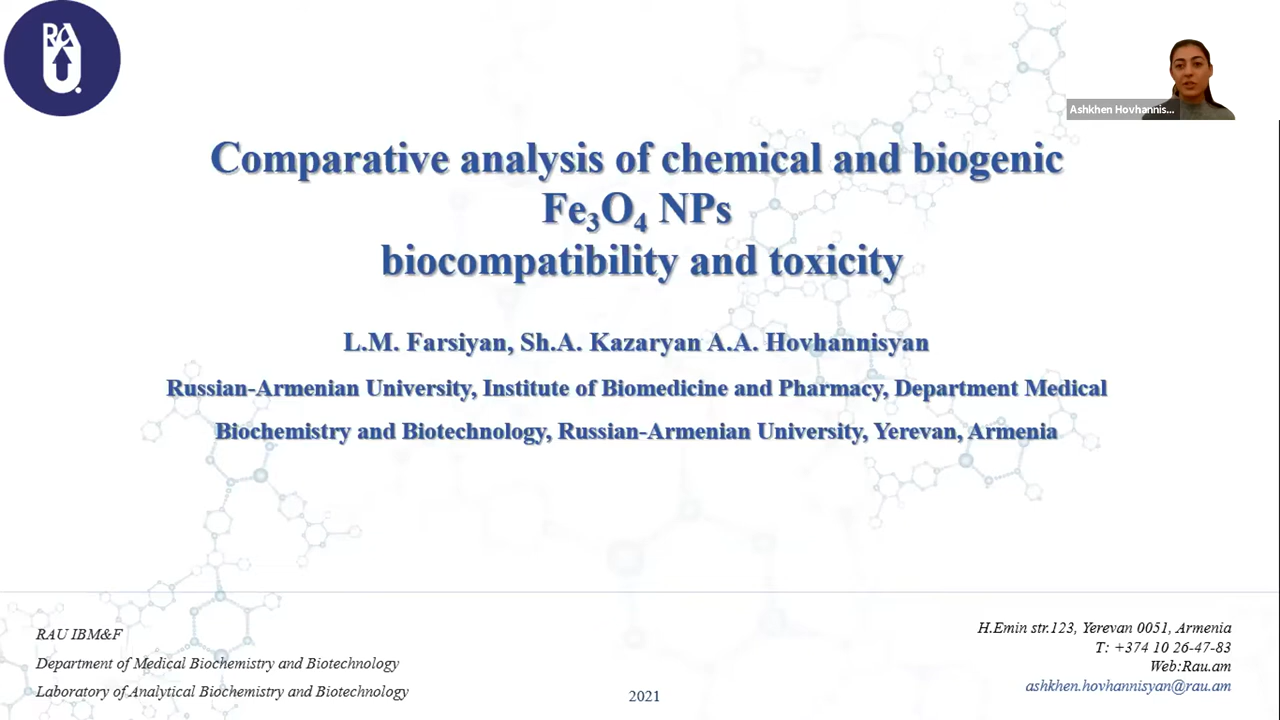 RAU
Ashkhen Hovhannis...
Comparative analysis of chemical and biogenic
Fe₃O₄ NPs
biocompatibility and toxicity
L.M. Farsiyan, Sh.A. Kazaryan A.A. Hovhannisyan
Russian-Armenian University, Institute of Biomedicine and Pharmacy, Department Medical
Biochemistry and Biotechnology, Russian-Armenian University, Yerevan, Armenia
RAU IBM&F
Department of Medical Biochemistry and Biotechnology
Laboratory of Analytical Biochemistry and Biotechnology
2021
H.Emin str.123, Yerevan 0051, Armenia
T: +374 10 26-47-83
Web:Rau.am
ashkhen.hovhannisyan@rau.am